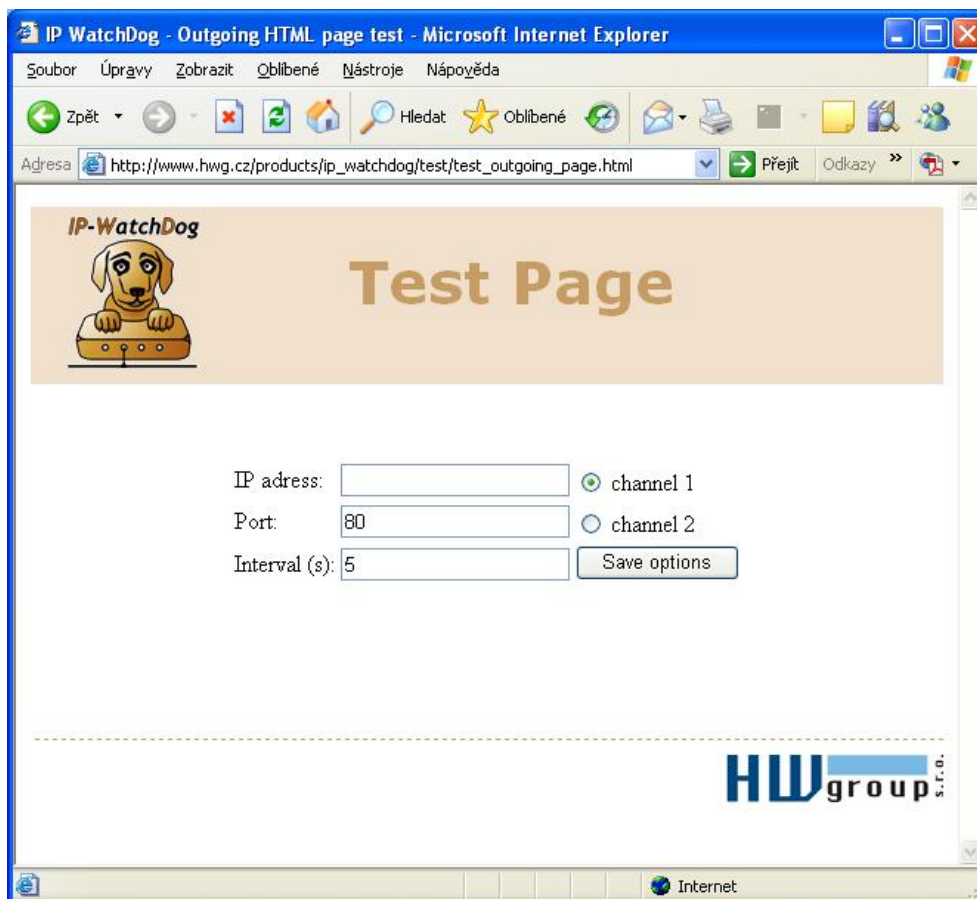 IP WatchDog - Outgoing HTML page test - Microsoft Internet Explorer
Soubor Úpravy Zobrazit Oblíbené Nástroje Nápověda
Zpět Hledat Oblíbené
Adresa http://www.hwg.cz/products/ip_watchdog/test/test_outgoing_page.html Přejít Odkazy »
IP-WatchDog
Test Page
IP adress: channel 1
Port: 80 channel 2
Interval (s): 5 Save options
HW group s.r.o.
Internet